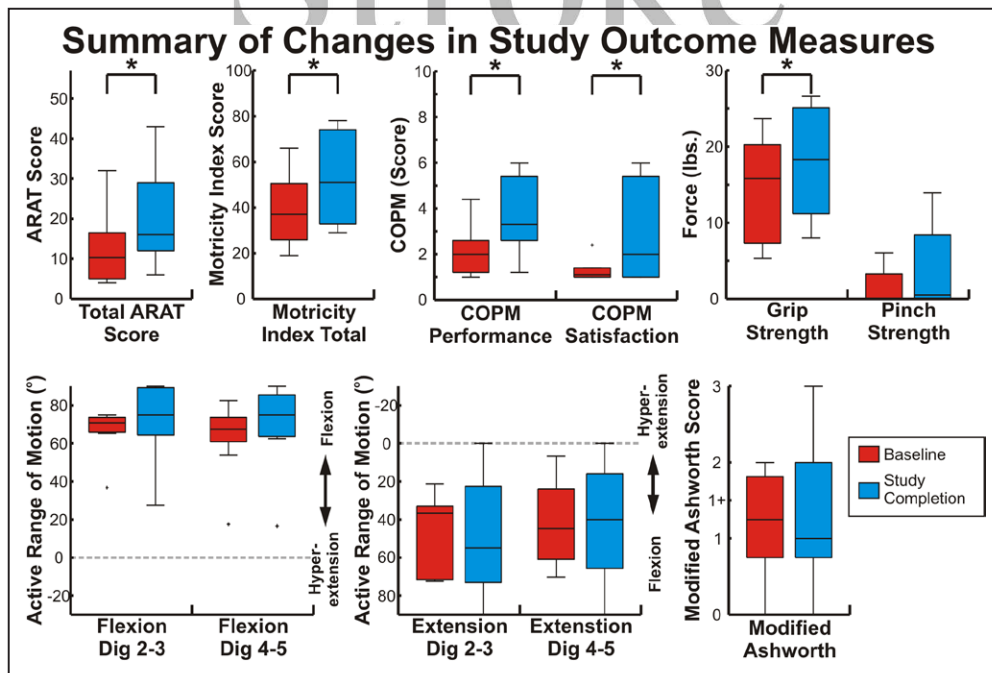 Stroke
Summary of Changes in Study Outcome Measures
*
ARAT Score
50
40
30
20
10
0
Total ARAT
Score
*
Motricity Index Score
100
80
60
40
20
0
Motricity
Index Total
*
*
COPM (Score)
10
8
6
4
2
0
COPM
Performance
COPM
Satisfaction
*
Force (lbs.)
30
20
10
0
Grip
Strength
Pinch
Strength
Active Range of Motion (°)
80
60
40
20
0
-20
Flexion
Hyper-
extension
Flexion
Dig 2-3
Flexion
Dig 4-5
Active Range of Motion (°)
-20
0
20
40
60
80
Hyper-
extension
Flexion
Extension
Dig 2-3
Extenstion
Dig 4-5
Modified Ashworth Score
3
2
1+
1
0
Modified
Ashworth
Baseline
Study
Completion